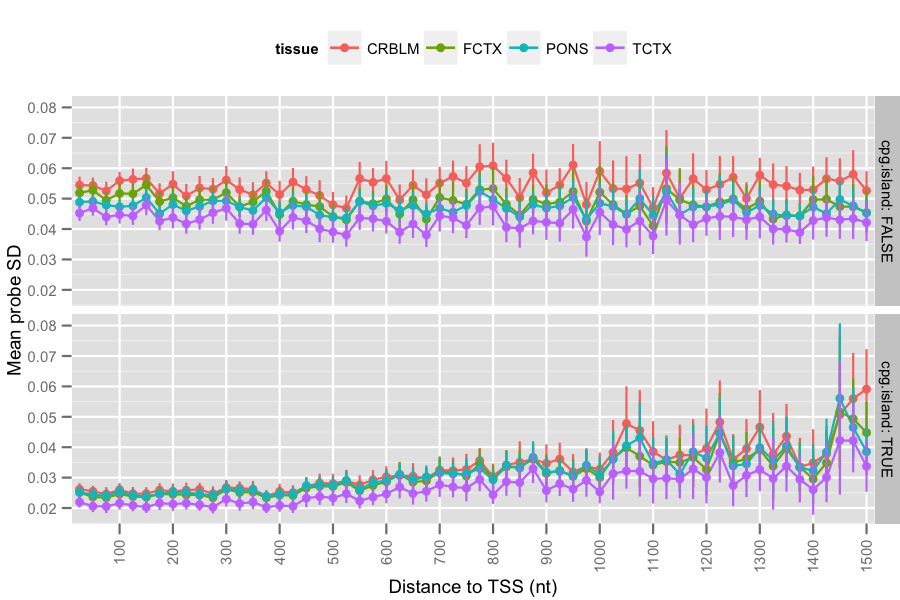 tissue CRBLM FCTX PONS TCTX
Mean probe SD
0.08
0.07
0.06
0.05
0.04
0.03
0.02
cpg.island: FALSE
0.08
0.07
0.06
0.05
0.04
0.03
0.02
cpg.island: TRUE
100 200 300 400 500 600 700 800 900 1000 1100 1200 1300 1400 1500
Distance to TSS (nt)